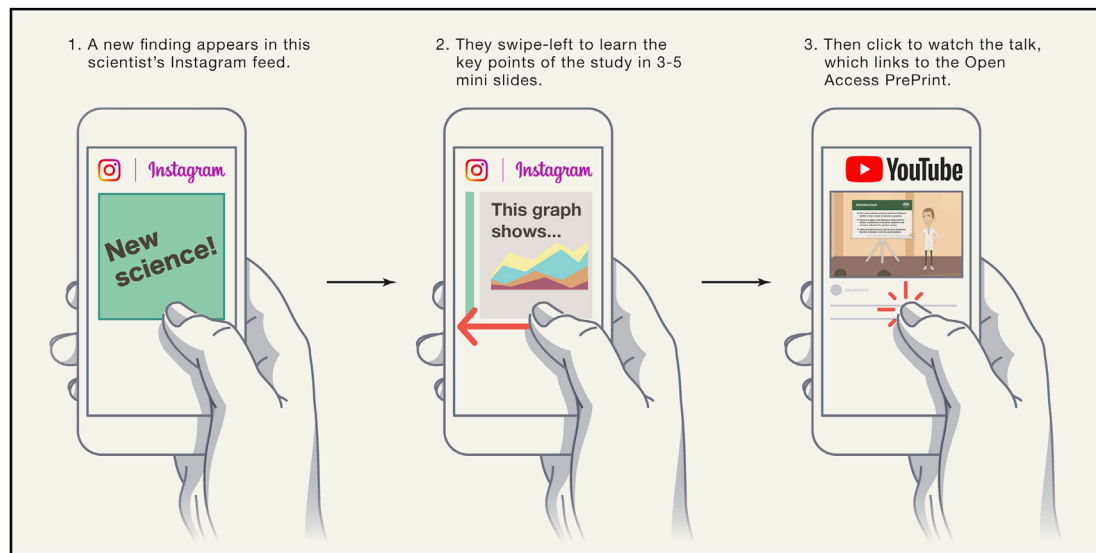 1. A new finding appears in this
scientist's Instagram feed.
Instagram
New
science!
2. They swipe-left to learn the
key points of the study in 3-5
mini slides.
Instagram
This graph
shows...
3. Then click to watch the talk,
which links to the Open
Access PrePrint.
YouTube
Introduction